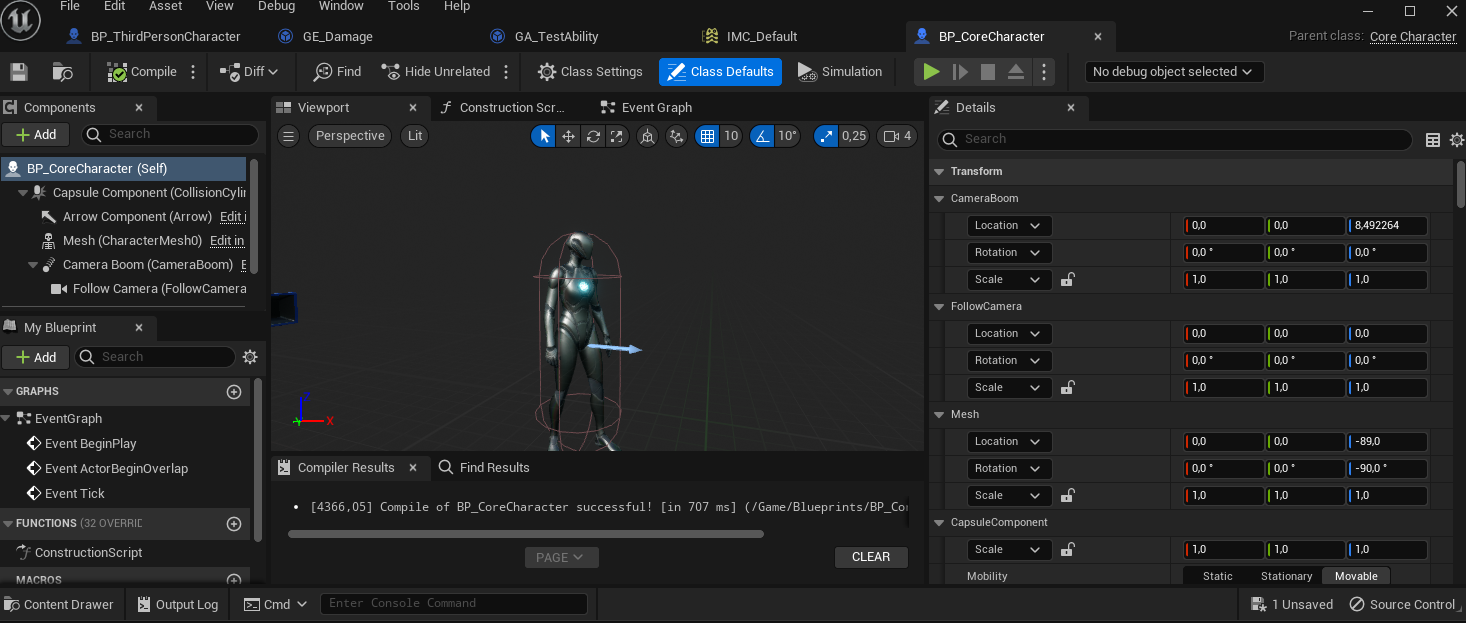 File Edit Asset View Debug Window Tools Help
BP_ThirdPersonCharacter GE_Damage GA_TestAbility IMC_Default BP_CoreCharacter Parent class: Core Character
Compile Diff Find Hide Unrelated Class Settings Class Defaults Simulation No debug object selected
Components Viewport Construction Scr... Event Graph Details
Add Search Perspective Lit 10 10° 0,25 4 Search
BP_CoreCharacter (Self)
Capsule Component (CollisionCylin
Arrow Component (Arrow) Edit i
Mesh (CharacterMesh0) Edit in
Camera Boom (CameraBoom) E
Follow Camera (FollowCamera
My Blueprint
Add Search
GRAPHS
EventGraph
Event BeginPlay
Event ActorBeginOverlap
Event Tick
FUNCTIONS (32 OVERRID
ConstructionScript
MACROS
Z
X
Compiler Results Find Results
[4366,05] Compile of BP_CoreCharacter successful! [in 707 ms] (/Game/Blueprints/BP_Cor
PAGE CLEAR
Transform
CameraBoom
Location 0,0 0,0 8,492264
Rotation 0,0 ° 0,0 ° 0,0 °
Scale 1,0 1,0 1,0
FollowCamera
Location 0,0 0,0 0,0
Rotation 0,0 ° 0,0 ° 0,0 °
Scale 1,0 1,0 1,0
Mesh
Location 0,0 0,0 -89,0
Rotation 0,0 ° 0,0 ° -90,0 °
Scale 1,0 1,0 1,0
CapsuleComponent
Scale 1,0 1,0 1,0
Mobility Static Stationary Movable
Content Drawer Output Log Cmd Enter Console Command 1 Unsaved Source Control